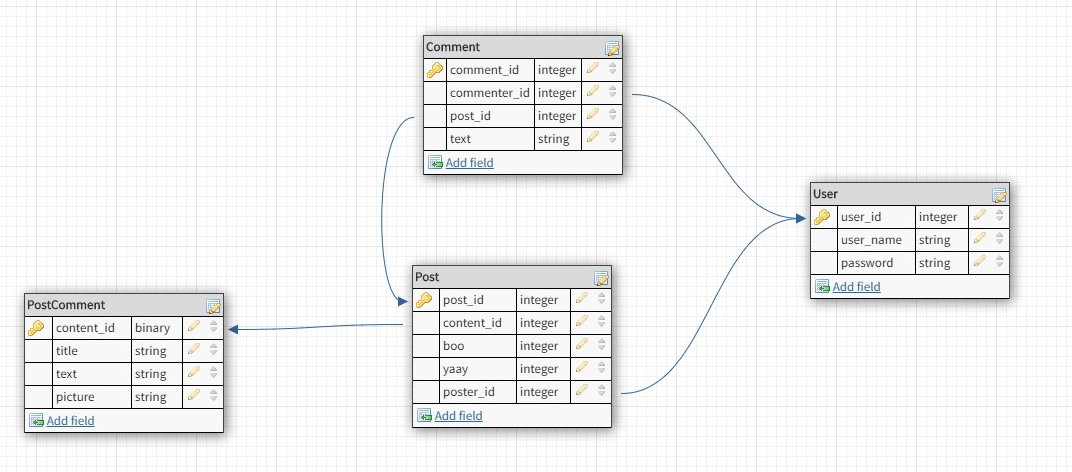 Comment
comment_id integer
commenter_id integer
post_id integer
text string
Add field
User
user_id integer
user_name string
password string
Add field
Post
post_id integer
content_id integer
boo integer
yaay integer
poster_id integer
Add field
PostComment
content_id binary
title string
text string
picture string
Add field